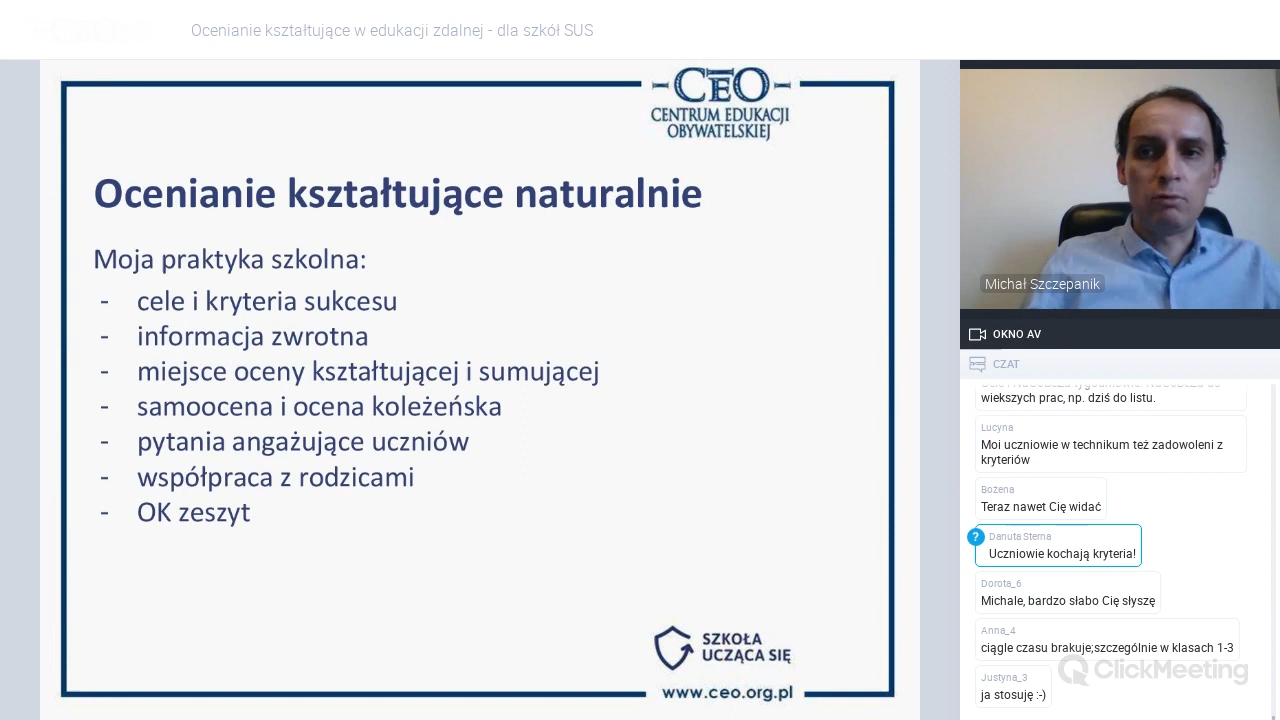 Ocenianie kształtujące w edukacji zdalnej - dla szkół SUS
CEO
CENTRUM EDUKACJI
OBYWATELSKIEJ
Ocenianie kształtujące naturalnie
Moja praktyka szkolna:
- cele i kryteria sukcesu
- informacja zwrotna
- miejsce oceny kształtującej i sumującej
- samoocena i ocena koleżeńska
- pytania angażujące uczniów
- współpraca z rodzicami
- OK zeszyt
SZKOŁA
UCZĄCA SIĘ
www.ceo.org.pl
Michał Szczepanik
OKNO AV
CZAT
wiekszych prac, np. dziś do listu.
Lucyna
Moi uczniowie w technikum też zadowoleni z
kryteriów
Bożena
Teraz nawet Cię widać
?
Danuta Sterna
Uczniowie kochają kryteria!
Dorota_6
Michale, bardzo słabo Cię słyszę
Anna_4
ciągle czasu brakuje;szczególnie w klasach 1-3
Justyna_3
ja stosuję :-)
ClickMeeting